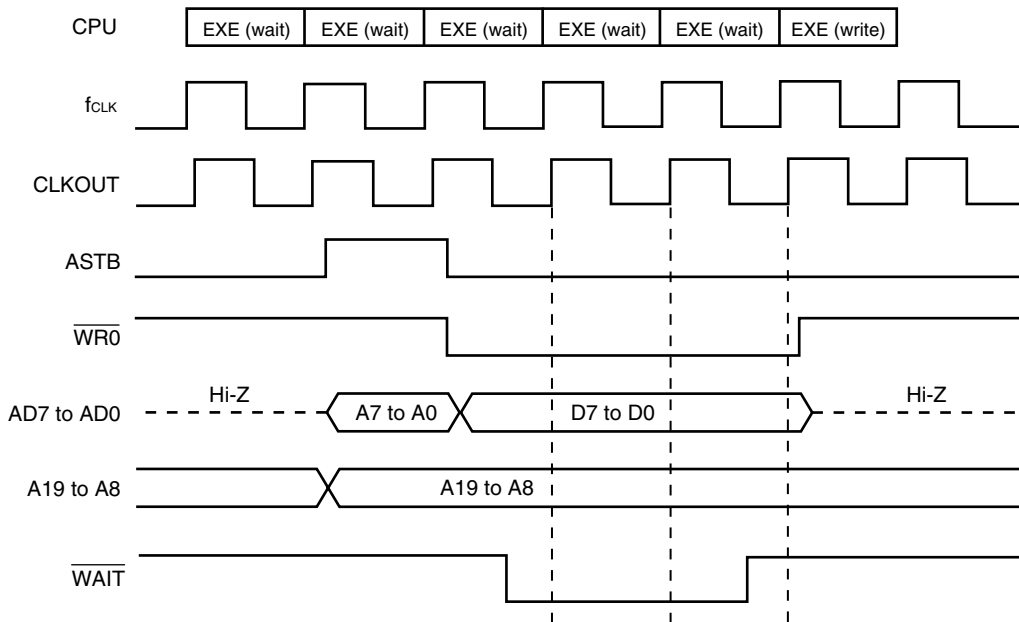 CPU EXE (wait) EXE (wait) EXE (wait) EXE (wait) EXE (wait) EXE (write)
fCLK
CLKOUT
ASTB
WR0
Hi-Z Hi-Z
AD7 to AD0 A7 to A0 D7 to D0
A19 to A8 A19 to A8
WAIT